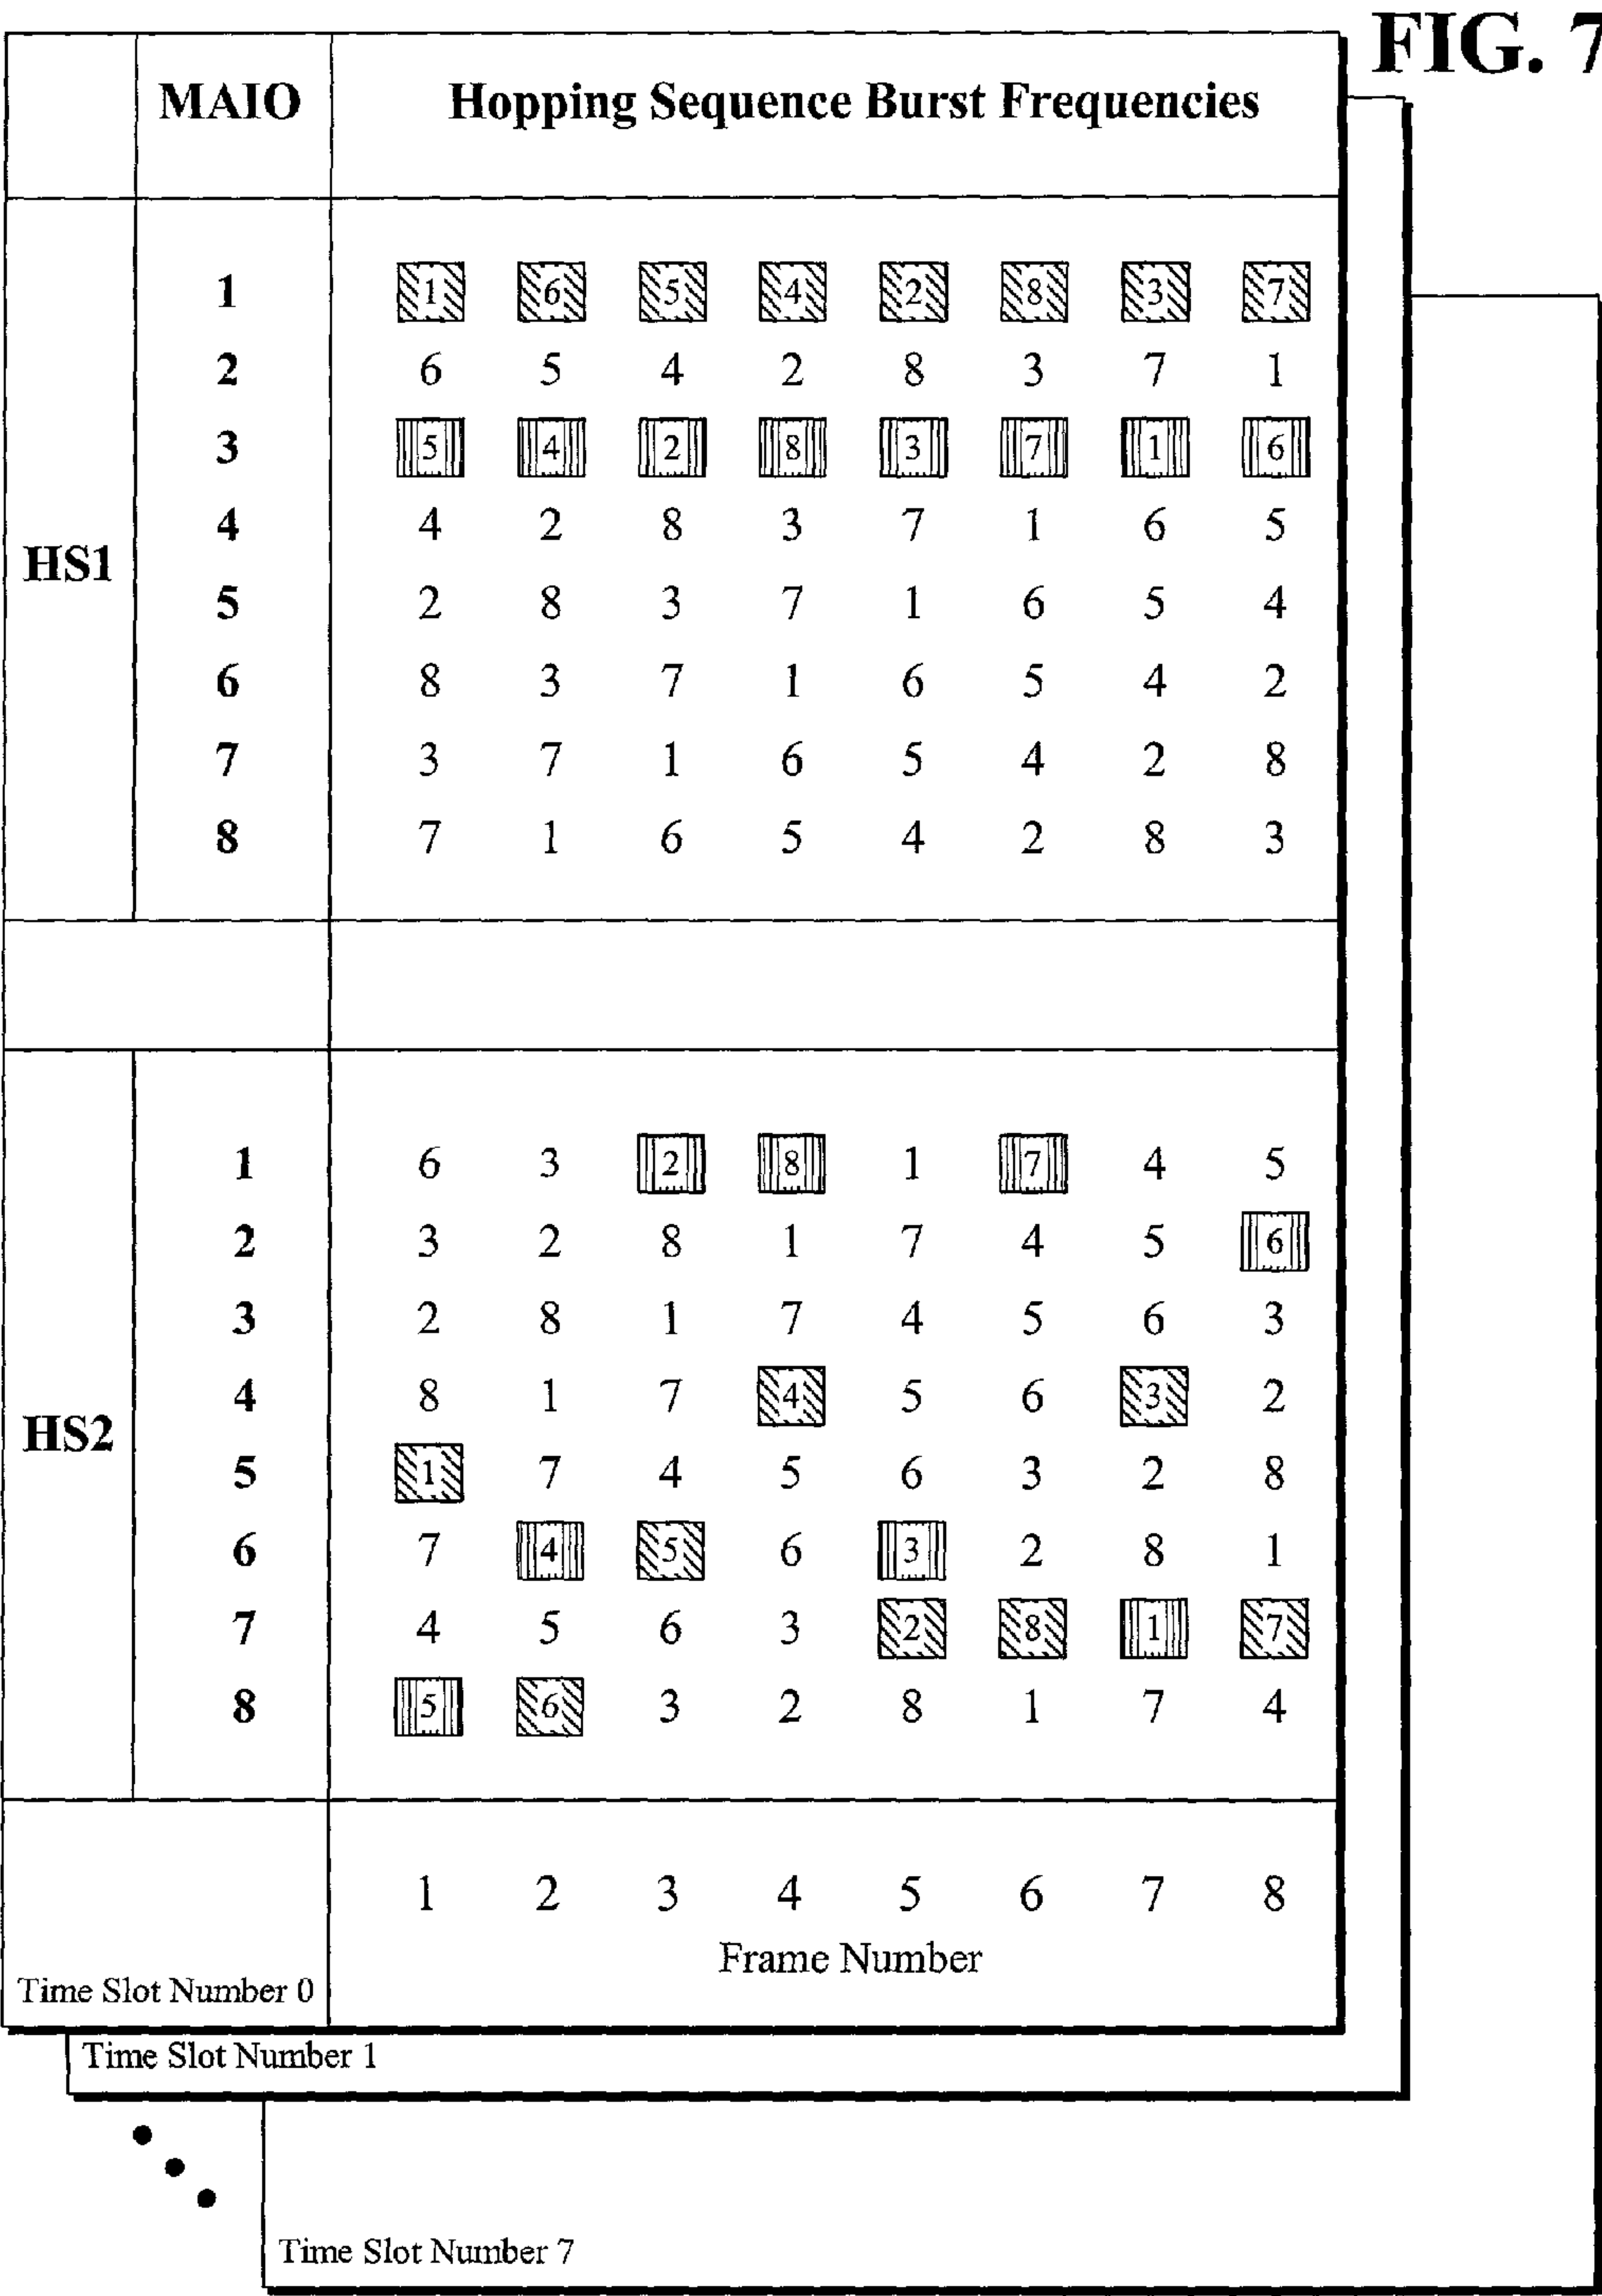 FIG. 7
MAIO Hopping Sequence Burst Frequencies
HS1
1 1 6 5 4 2 8 3 7
2 6 5 4 2 8 3 7 1
3 5 4 2 8 3 7 1 6
4 4 2 8 3 7 1 6 5
5 2 8 3 7 1 6 5 4
6 8 3 7 1 6 5 4 2
7 3 7 1 6 5 4 2 8
8 7 1 6 5 4 2 8 3
HS2
1 6 3 2 8 1 7 4 5
2 3 2 8 1 7 4 5 6
3 2 8 1 7 4 5 6 3
4 8 1 7 4 5 6 3 2
5 1 7 4 5 6 3 2 8
6 7 4 5 6 3 2 8 1
7 4 5 6 3 2 8 1 7
8 5 6 3 2 8 1 7 4
1 2 3 4 5 6 7 8
Frame Number
Time Slot Number 0
Time Slot Number 1
Time Slot Number 7